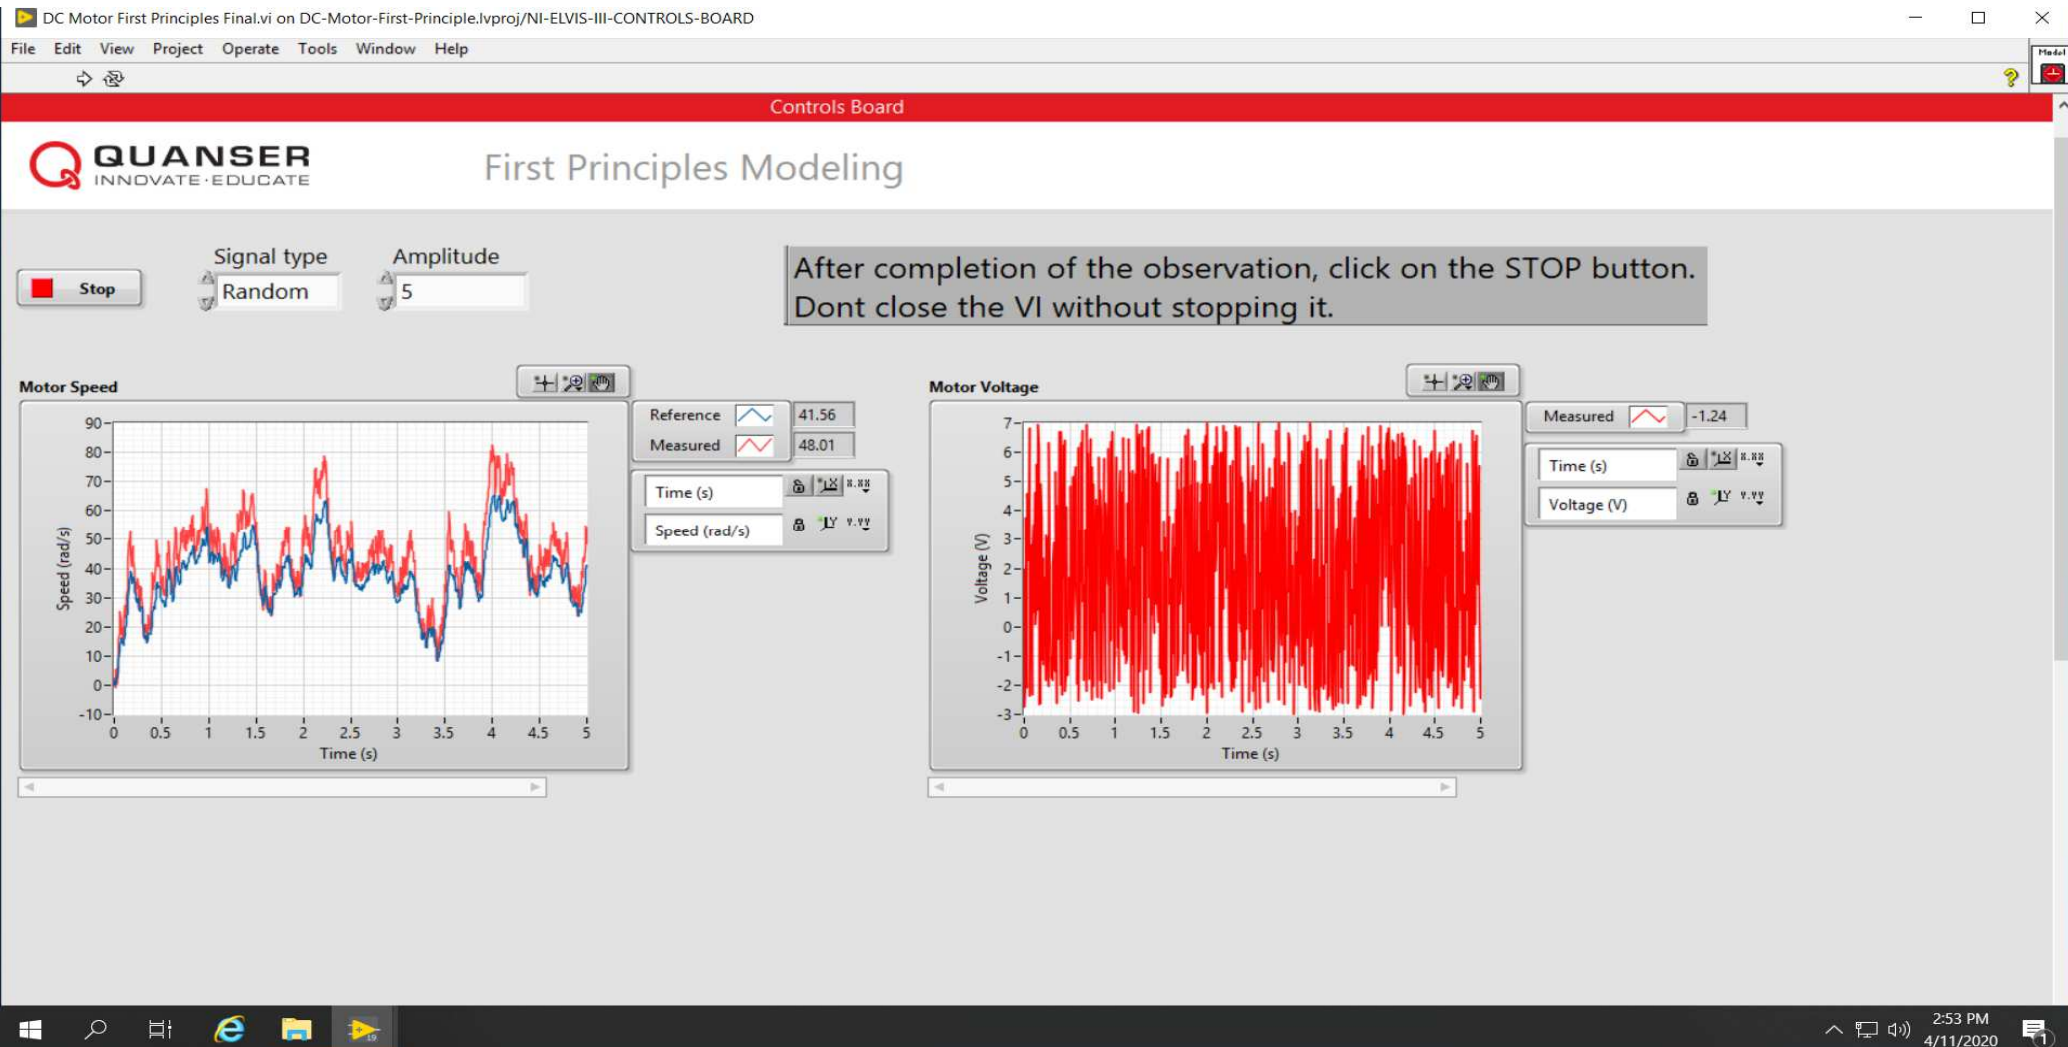 DC Motor First Principles Final.vi on DC-Motor-First-Principle.lvproj/NI-ELVIS-III-CONTROLS-BOARD
File Edit View Project Operate Tools Window Help
Model
Controls Board
QUANSER
INNOVATE·EDUCATE
First Principles Modeling
Stop
Signal type
Random
Amplitude
5
After completion of the observation, click on the STOP button.
Dont close the VI without stopping it.
Motor Speed
90
80
70
60
50
40
30
20
10
0
-10
Speed (rad/s)
0 0.5 1 1.5 2 2.5 3 3.5 4 4.5 5
Time (s)
Reference 41.56
Measured 48.01
Time (s)
Speed (rad/s)
Motor Voltage
7
6
5
4
3
2
1
0
-1
-2
-3
Voltage (V)
0 0.5 1 1.5 2 2.5 3 3.5 4 4.5 5
Time (s)
Measured -1.24
Time (s)
Voltage (V)
19
2:53 PM
4/11/2020
1